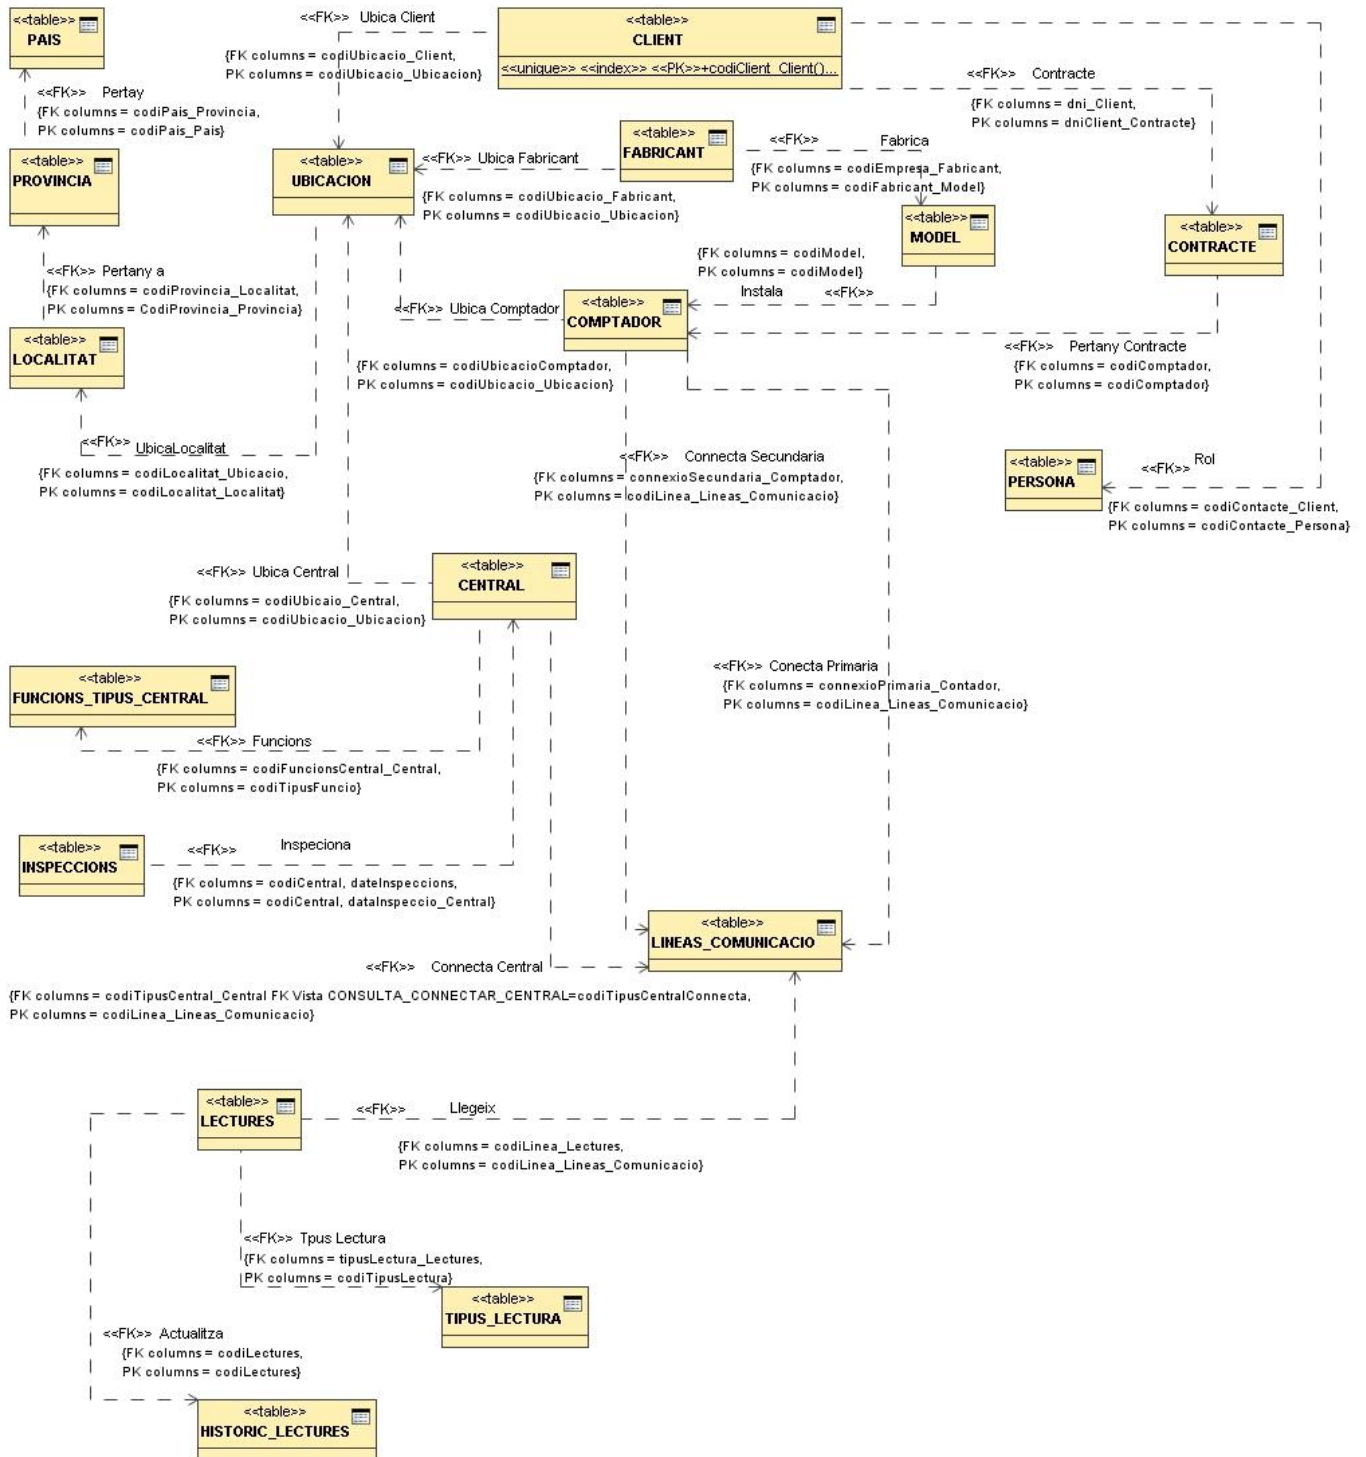 <<table>>
PAIS
<<FK>> Pertay
{FK columns = codiPais_Provincia,
PK columns = codiPais_Pais}
<<table>>
PROVINCIA
<<FK>> Pertany a
{FK columns = codiProvincia_Localitat,
PK columns = CodiProvincia_Provincia}
<<table>>
LOCALITAT
<<FK>> UbicaLocalitat
{FK columns = codiLocalitat_Ubicacio,
PK columns = codiLocalitat_Localitat}
<<FK>> Ubica Client
{FK columns = codiUbicacio_Client,
PK columns = codiUbicacio_Ubicacion}
<<table>>
CLIENT
<<unique>> <<index>> <<PK>>+codiClient_Client()...
<<FK>> Contracte
{FK columns = dni_Client,
PK columns = dniClient_Contracte}
<<table>>
UBICACION
<<FK>> Ubica Fabricant
{FK columns = codiUbicacio_Fabricant,
PK columns = codiUbicacio_Ubicacion}
<<table>>
FABRICANT
<<FK>> Fabrica
{FK columns = codiEmpresa_Fabricant,
PK columns = codiFabricant_Model}
<<table>>
MODEL
<<table>>
CONTRACTE
{FK columns = codiModel,
PK columns = codiModel}
Instala <<FK>>
<<FK>> Ubica Comptador
{FK columns = codiUbicacioComptador,
PK columns = codiUbicacio_Ubicacion}
<<table>>
COMPTADOR
<<FK>> Pertany Contracte
{FK columns = codiComptador,
PK columns = codiComptador}
<<FK>> Connecta Secundaria
{FK columns = connexioSecundaria_Comptador,
PK columns = codiLinea_Lineas_Comunicacio}
<<table>>
PERSONA
<<FK>> Rol
{FK columns = codiContacte_Client,
PK columns = codiContacte_Persona}
<<FK>> Ubica Central
{FK columns = codiUbicaio_Central,
PK columns = codiUbicacio_Ubicacion}
<<table>>
CENTRAL
<<FK>> Conecta Primaria
{FK columns = connexioPrimaria_Contador,
PK columns = codiLinea_Lineas_Comunicacio}
<<table>>
FUNCIONS_TIPUS_CENTRAL
<<FK>> Funcions
{FK columns = codiFuncionsCentral_Central,
PK columns = codiTipusFuncio}
<<table>>
INSPECCIONS
<<FK>> Inspeciona
{FK columns = codiCentral, dateInspeccions,
PK columns = codiCentral, dataInspeccio_Central}
<<table>>
LINEAS_COMUNICACIO
<<FK>> Connecta Central
{FK columns = codiTipusCentral_Central FK Vista CONSULTA_CONNECTAR_CENTRAL=codiTipusCentralConnecta,
PK columns = codiLinea_Lineas_Comunicacio}
<<table>>
LECTURES
<<FK>> Llegeix
{FK columns = codiLinea_Lectures,
PK columns = codiLinea_Lineas_Comunicacio}
<<FK>> Tpus Lectura
{FK columns = tipusLectura_Lectures,
PK columns = codiTipusLectura}
<<table>>
TIPUS_LECTURA
<<FK>> Actualitza
{FK columns = codiLectures,
PK columns = codiLectures}
<<table>>
HISTORIC_LECTURES